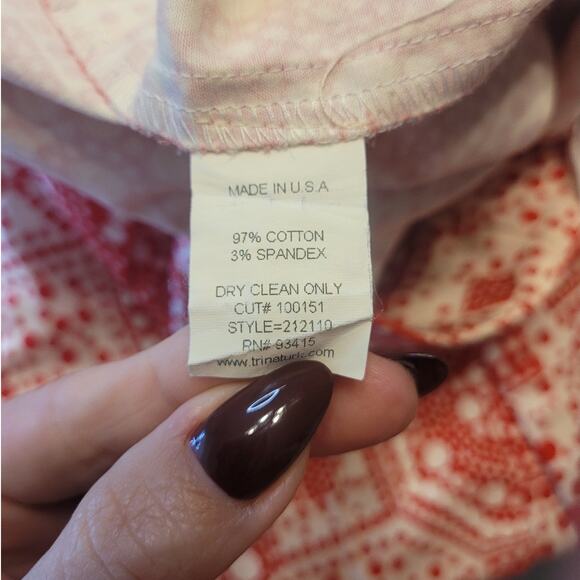 MADE IN U.S.A
97% COTTON
3% SPANDEX
DRY CLEAN ONLY
CUT# 100151
STYLE=212110
RN# 93415
www.trinaturk.com